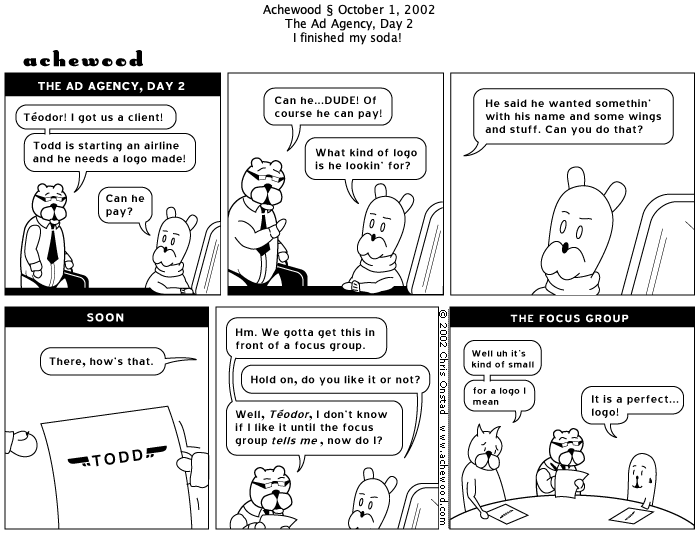 Achewood § October 1, 2002
The Ad Agency, Day 2
I finished my soda!
achewood
THE AD AGENCY, DAY 2
Téodor! I got us a client!
Todd is starting an airline
and he needs a logo made!
Can he
pay?
Can he...DUDE! Of
course he can pay!
What kind of logo
is he lookin' for?
He said he wanted somethin'
with his name and some wings
and stuff. Can you do that?
SOON
There, how's that.
"TODD"
Hm. We gotta get this in
front of a focus group.
Hold on, do you like it or not?
Well, Téodor, I don't know
if I like it until the focus
group tells me, now do I?
© 2002 Chris Onstad www.achewood.com
THE FOCUS GROUP
Well uh it's
kind of small
for a logo I
mean
It is a perfect...
logo!